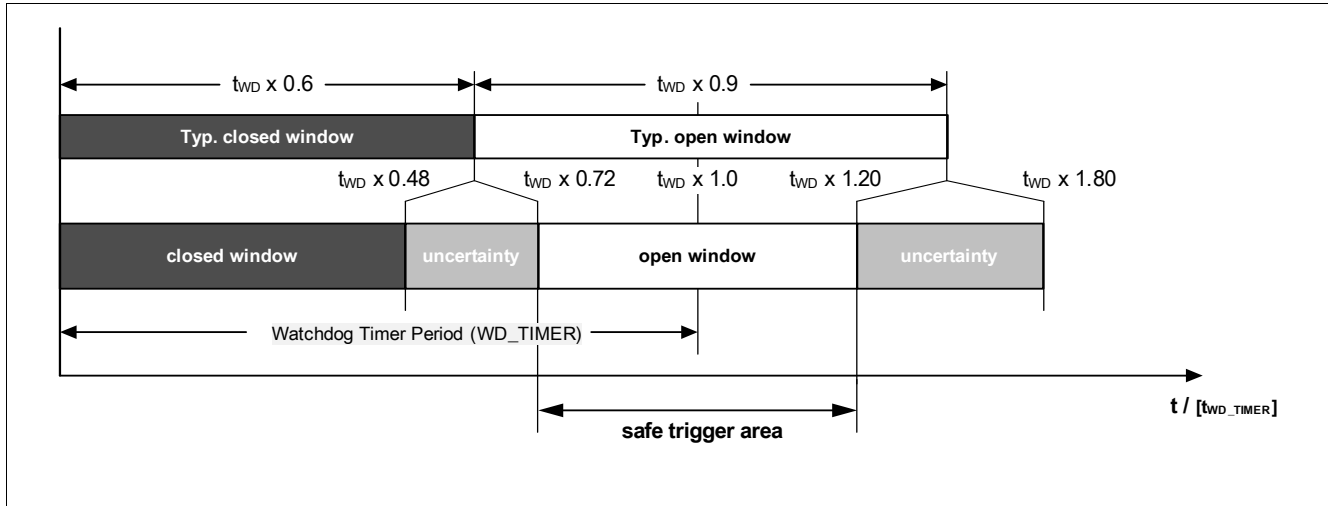 tWD x 0.6 tWD x 0.9
Typ. closed window Typ. open window
tWD x 0.48 tWD x 0.72 tWD x 1.0 tWD x 1.20 tWD x 1.80
closed window uncertainty open window uncertainty
Watchdog Timer Period (WD_TIMER)
t / [tWD_TIMER]
safe trigger area